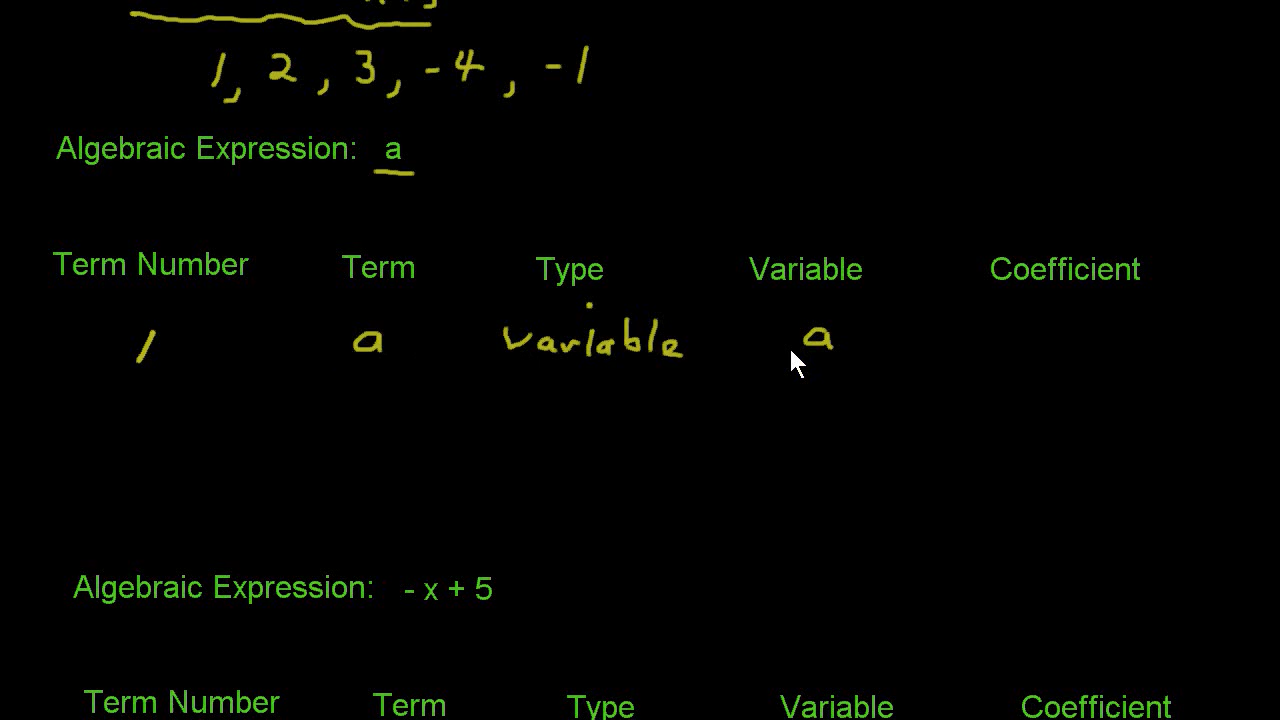 1, 2, 3, -4, -1
Algebraic Expression: a
Term Number Term Type Variable Coefficient
1 a variable a
Algebraic Expression: - x + 5
Term Number Term Type Variable Coefficient